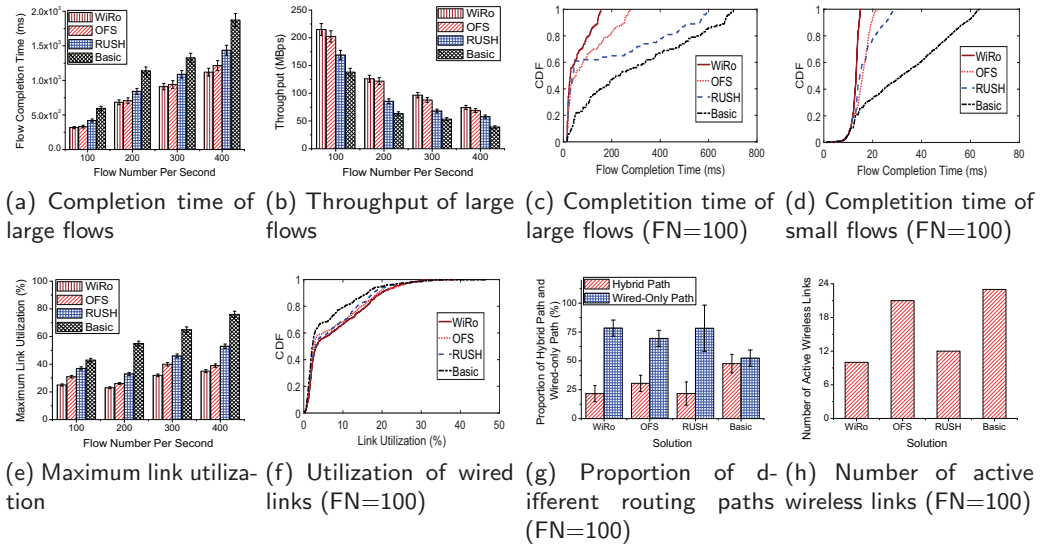 WiRo
OFS
RUSH
Basic
Flow Completion Time (ms)
2.0x10³
1.5x10³
1.0x10³
5.0x10²
0
100 200 300 400
Flow Number Per Second
(a) Completion time of
large flows
WiRo
OFS
RUSH
Basic
Throughput (MBps)
250
200
150
100
50
0
100 200 300 400
Flow Number Per Second
(b) Throughput of large
flows
CDF
1
0.8
0.6
0.4
0.2
0
0 200 400 600 800
WiRo
OFS
RUSH
Basic
Flow Completion Time (ms)
(c) Completition time of
large flows (FN=100)
CDF
1
0.8
0.6
0.4
0.2
0
0 20 40 60 80
WiRo
OFS
RUSH
Basic
Flow Completion Time (ms)
(d) Completition time of
small flows (FN=100)
WiRo
OFS
RUSH
Basic
Maximum Link Utilization (%)
100
80
60
40
20
0
100 200 300 400
Flow Number Per Second
(e) Maximum link utiliza-
tion
CDF
1
0.8
0.6
0.4
0.2
0
0 10 20 30 40 50
WiRo
OFS
RUSH
Basic
Link Utilization (%)
(f) Utilization of wired
links (FN=100)
Hybrid Path
Wired-Only Path
Proportion of Hybrid Path and
Wired-only Path (%)
100
75
50
25
0
WiRo OFS RUSH Basic
Solution
(g) Proportion of d-
ifferent routing paths
(FN=100)
Number of Active Wireless Links
24
18
12
6
0
WiRo OFS RUSH Basic
Solution
(h) Number of active
wireless links (FN=100)